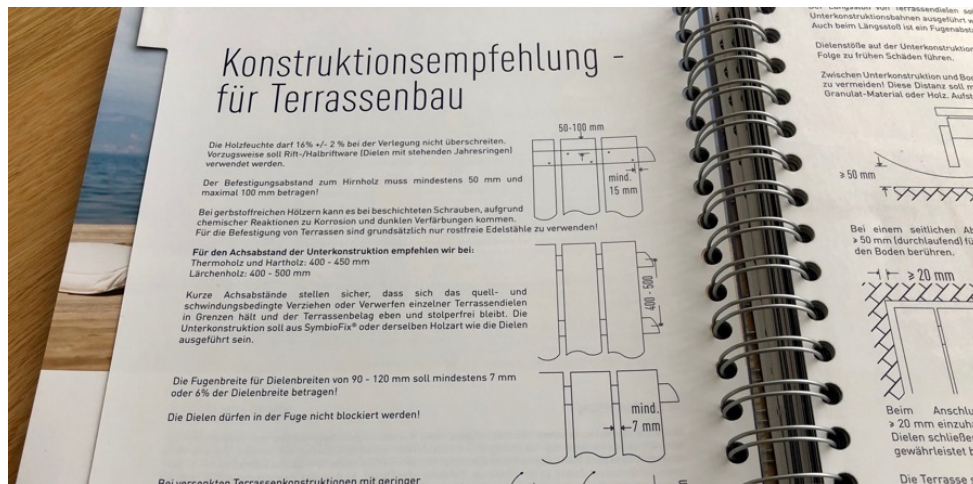 Konstruktionsempfehlung -
für Terrassenbau
Die Holzfeuchte darf 16% +/- 2 % bei der Verlegung nicht überschreiten.
Vorzugsweise soll Rift-/Halbriftware (Dielen mit stehenden Jahresringen)
verwendet werden.
Der Befestigungsabstand zum Hirnholz muss mindestens 50 mm und
maximal 100 mm betragen!
Bei gerbstoffreichen Hölzern kann es bei beschichteten Schrauben, aufgrund
chemischer Reaktionen zu Korrosion und dunklen Verfärbungen kommen.
Für die Befestigung von Terrassen sind grundsätzlich nur rostfreie Edelstähle zu verwenden!
Für den Achsabstand der Unterkonstruktion empfehlen wir bei:
Thermoholz und Hartholz: 400 - 450 mm
Lärchenholz: 400 - 500 mm
Kurze Achsabstände stellen sicher, dass sich das quell- und
schwindungsbedingte Verziehen oder Verwerfen einzelner Terrassendielen
in Grenzen hält und der Terrassenbelag eben und stolperfrei bleibt. Die
Unterkonstruktion soll aus SymbioFix® oder derselben Holzart wie die Dielen
ausgeführt sein.
Die Fugenbreite für Dielenbreiten von 90 - 120 mm soll mindestens 7 mm
oder 6% der Dielenbreite betragen!
Die Dielen dürfen in der Fuge nicht blockiert werden!
Bei versenkten Terrassenkonstruktionen mit geringer
50-100 mm
mind.
15 mm
400 - 500
mind.
7 mm
von Terrassendielen
Unterkonstruktionsbahnen ausgeführt
Auch beim Längsstoß ist ein
Dielenstöße auf der Unterkonstruktion
Folge zu frühen Schäden führen.
Zwischen Unterkonstruktion und
zu vermeiden! Diese Distanz soll
Granulat-Material oder Holz.
≥ 50 mm
Bei einem seitlichen
≥ 50 mm (durchlaufend)
den Boden berühren.
≥ 20 mm
Beim
≥ 20 mm
Dielen
gewährleistet
Die Terrasse